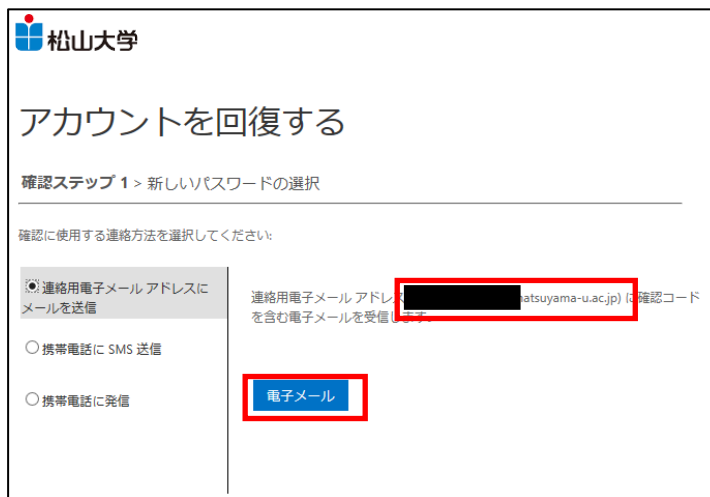 松山大学
アカウントを回復する
確認ステップ 1 > 新しいパスワードの選択
確認に使用する連絡方法を選択してください:
連絡用電子メール アドレスに
メールを送信
連絡用電子メール アドレス atsuyama-u.ac.jp) に確認コード
を含む電子メールを受信します。
携帯電話に SMS 送信
電子メール
携帯電話に発信